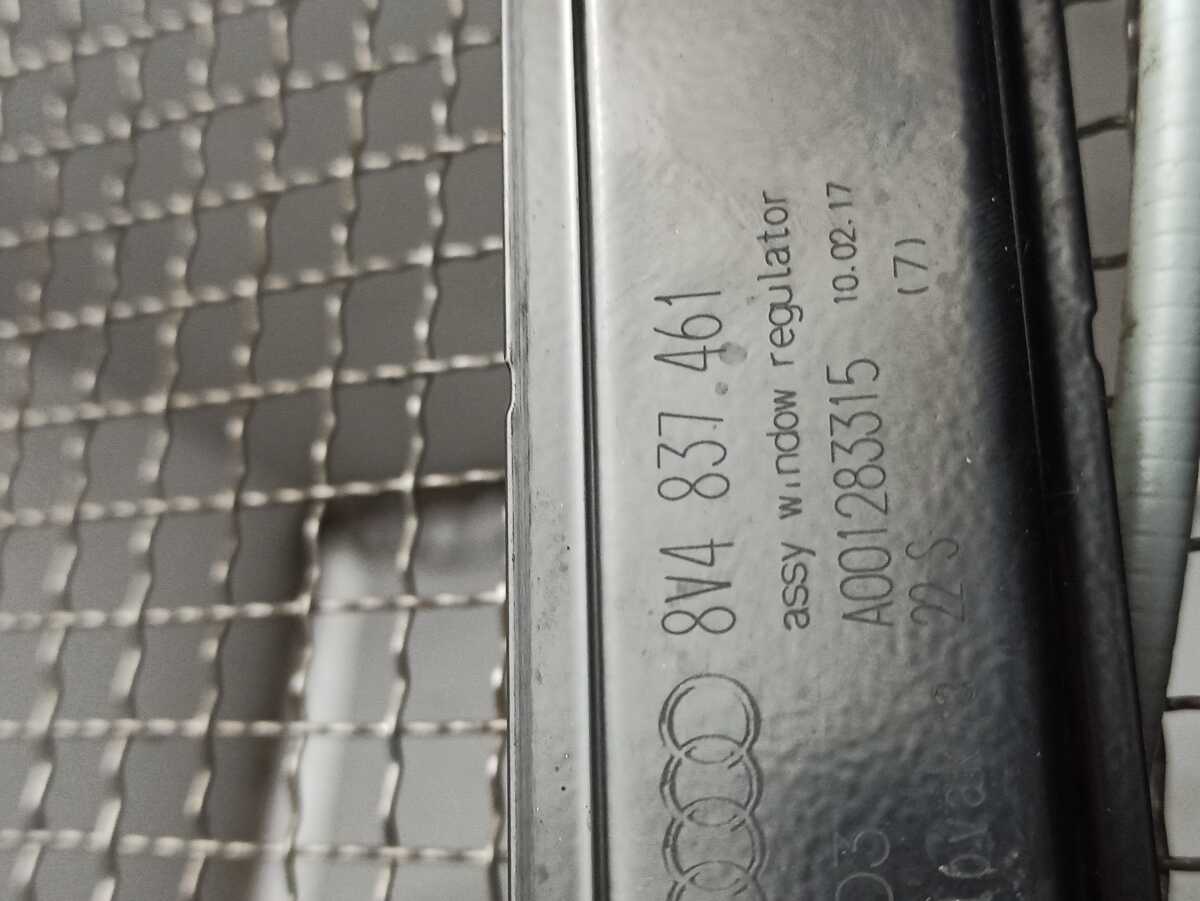 8V4 837.461
assy window regulator
A001283315 10.02.17
22 S (7)